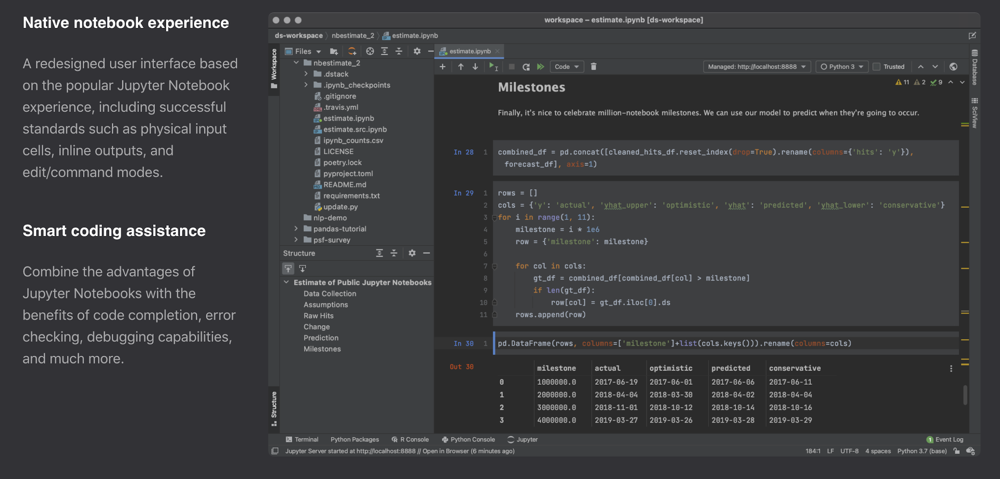 Native notebook experience
A redesigned user interface based
on the popular Jupyter Notebook
experience, including successful
standards such as physical input
cells, inline outputs, and
edit/command modes.
Smart coding assistance
Combine the advantages of
Jupyter Notebooks with the
benefits of code completion, error
checking, debugging capabilities,
and much more.
workspace – estimate.ipynb [ds-workspace]
ds-workspace nbestimate_2 estimate.ipynb
Workspace
Files
nbestimate_2
.dstack
.ipynb_checkpoints
.gitignore
.travis.yml
estimate.ipynb
estimate.src.ipynb
ipynb_counts.csv
LICENSE
poetry.lock
pyproject.toml
README.md
requirements.txt
update.py
nlp-demo
pandas-tutorial
psf-survey
Structure
Estimate of Public Jupyter Notebooks
Data Collection
Assumptions
Raw Hits
Change
Prediction
Milestones
Structure
estimate.ipynb
Code Managed: http://localhost:8888 Python 3 Trusted
11 2 9
Database
SciView
Milestones
Finally, it's nice to celebrate million-notebook milestones. We can use our model to predict when they're going to occur.
In 28 1 combined_df = pd.concat([cleaned_hits_df.reset_index(drop=True).rename(columns={'hits': 'y'}),
forecast_df], axis=1)
In 29 1 rows = []
2 cols = {'y': 'actual', 'yhat_upper': 'optimistic', 'yhat': 'predicted', 'yhat_lower': 'conservative'}
3 for i in range(1, 11):
4 milestone = i * 1e6
5 row = {'milestone': milestone}
6
7 for col in cols:
8 gt_df = combined_df[combined_df[col] > milestone]
9 if len(gt_df):
10 row[col] = gt_df.iloc[0].ds
11 rows.append(row)
In 30 1 pd.DataFrame(rows, columns=['milestone']+list(cols.keys())).rename(columns=cols)
Out 30
milestone actual optimistic predicted conservative
0 1000000.0 2017-06-19 2017-06-01 2017-06-06 2017-06-11
1 2000000.0 2018-04-04 2018-03-30 2018-04-02 2018-04-04
2 3000000.0 2018-11-01 2018-10-12 2018-10-14 2018-10-16
3 4000000.0 2019-03-27 2019-03-26 2019-03-28 2019-03-29
Terminal Python Packages R Console Python Console Jupyter 1 Event Log
Jupyter Server started at http://localhost:8888 // Open in Browser (6 minutes ago) 184:1 LF UTF-8 4 spaces Python 3.7 (base)